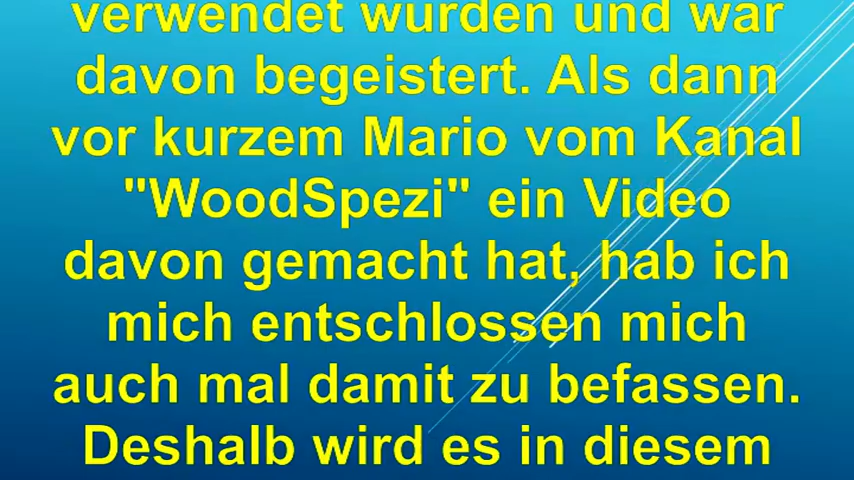 verwendet wurden und war
davon begeistert. Als dann
vor kurzem Mario vom Kanal
"WoodSpezi" ein Video
davon gemacht hat, hab ich
mich entschlossen mich
auch mal damit zu befassen.
Deshalb wird es in diesem